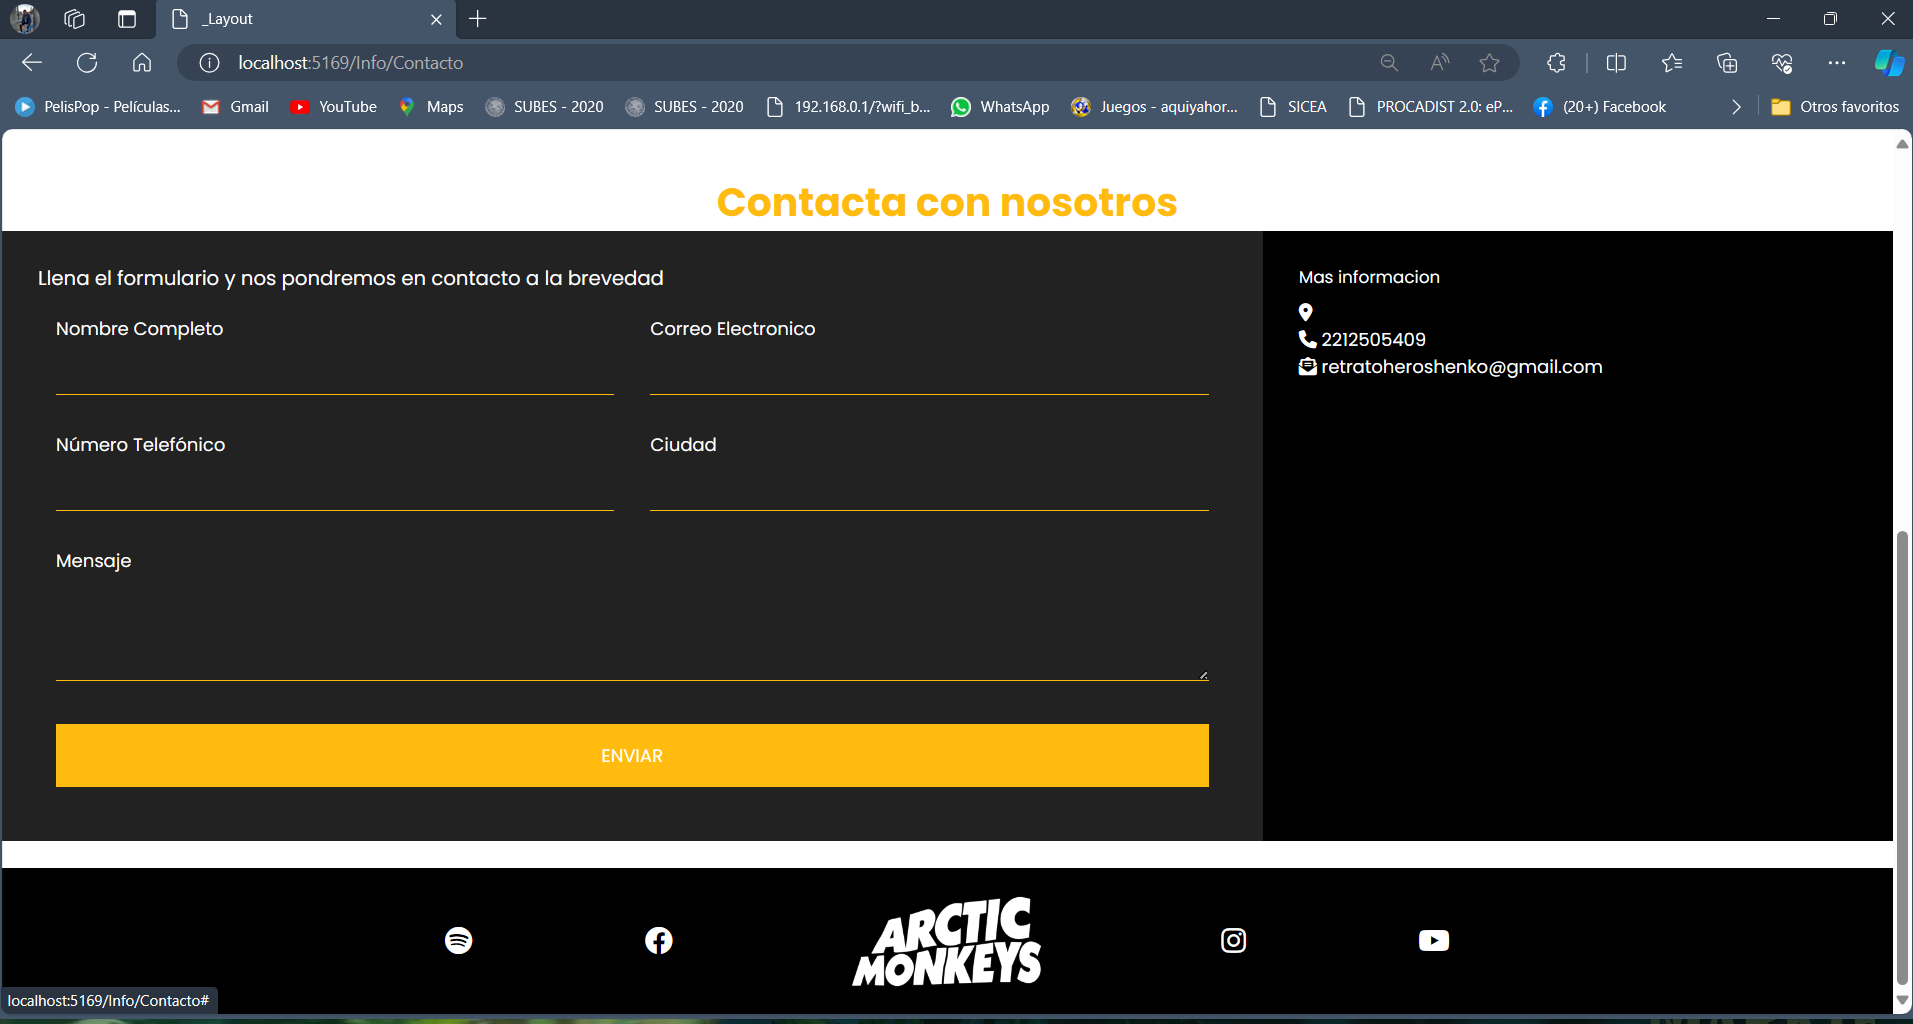 _Layout
localhost:5169/Info/Contacto
PelisPop - Películas... Gmail YouTube Maps SUBES - 2020 SUBES - 2020 192.168.0.1/?wifi_b... WhatsApp Juegos - aquiyahor... SICEA PROCADIST 2.0: eP... (20+) Facebook Otros favoritos
Contacta con nosotros
Llena el formulario y nos pondremos en contacto a la brevedad
Nombre Completo
Correo Electronico
Número Telefónico
Ciudad
Mensaje
ENVIAR
Mas informacion
2212505409
retratoheroshenko@gmail.com
ARCTIC
MONKEYS
localhost:5169/Info/Contacto#